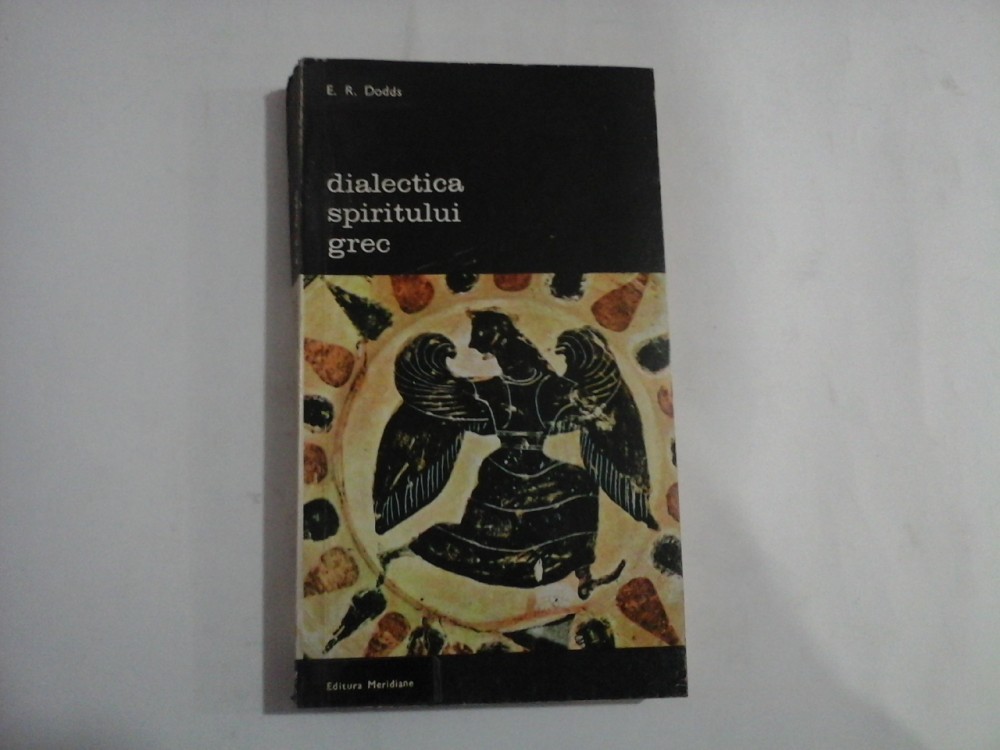 E. R. Dodds
dialectica
spiritului
grec
Editura Meridiane